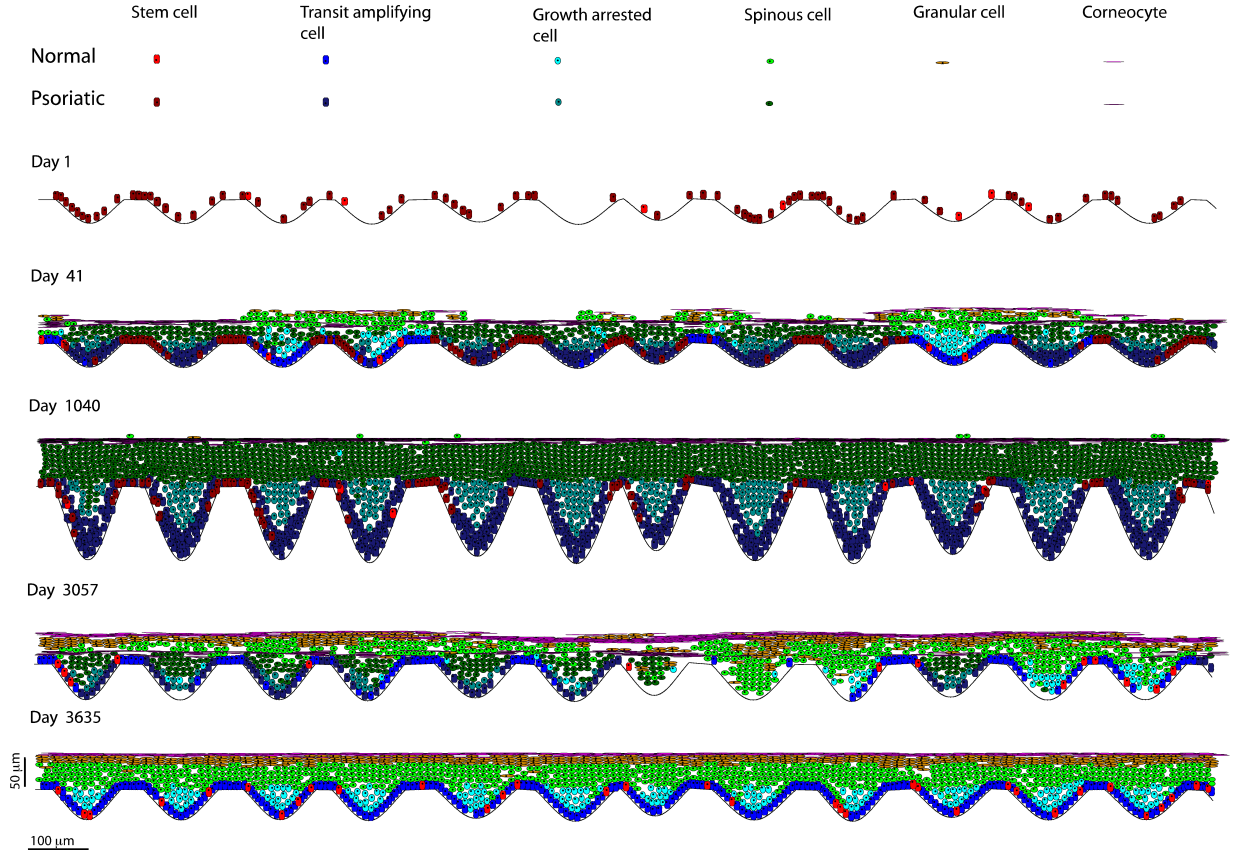 Stem cell
Transit amplifying
cell
Growth arrested
cell
Spinous cell
Granular cell
Corneocyte
Normal
Psoriatic
Day 1
Day 41
Day 1040
Day 3057
Day 3635
50 μm
100 μm